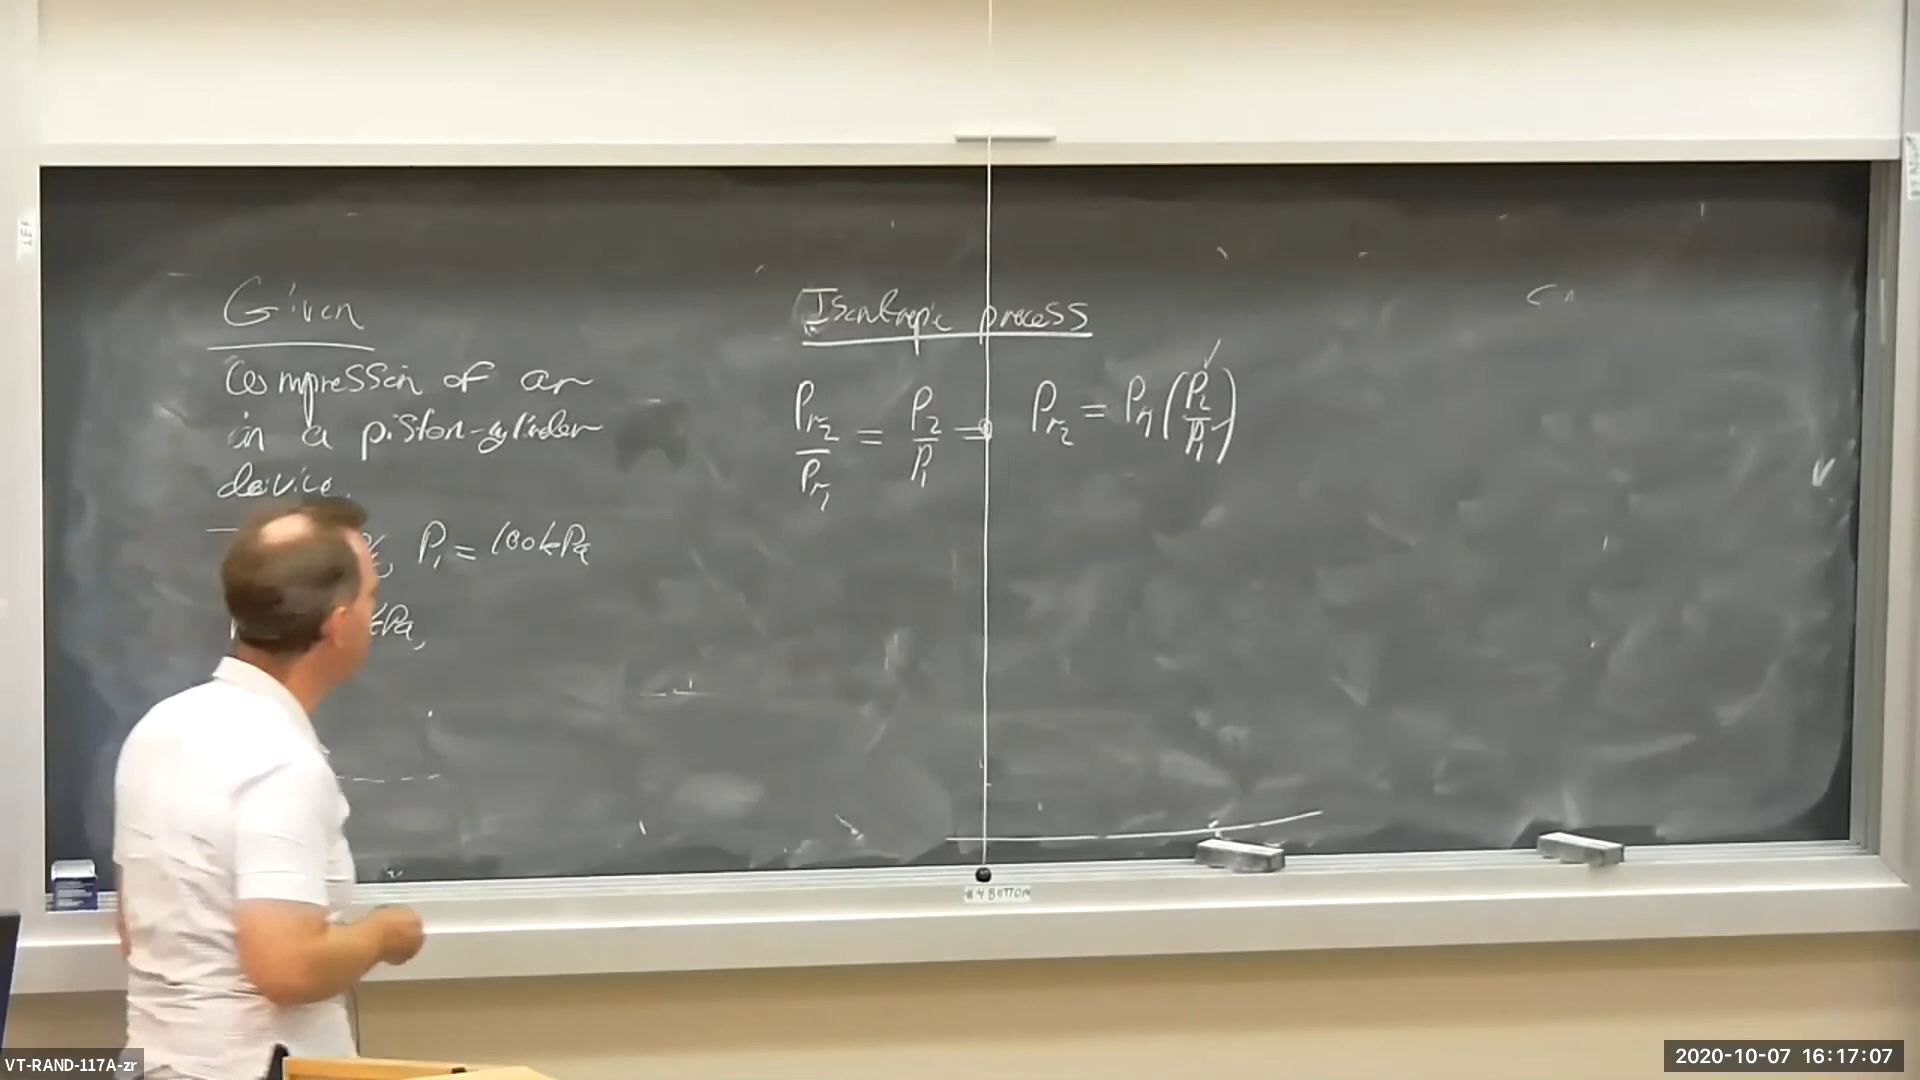 Given
Compression of air
in a piston-cylinder
device.
P₁ = 100kPa
kPa,
Isentropic process
Pr₂/Pr₁ = P₂/P₁ = Pr₂ = Pr₁(P₂/P₁)
#4 BOTTOM
VT-RAND-117A-zr
2020-10-07 16:17:07